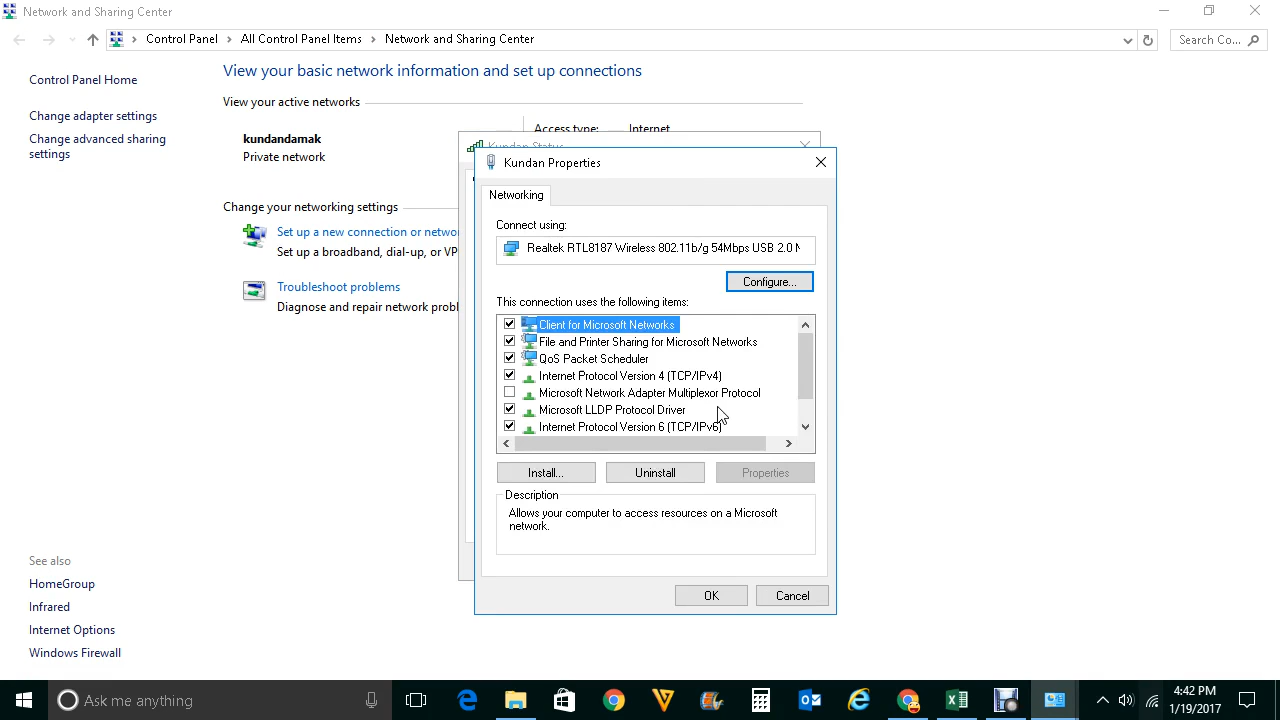 Network and Sharing Center
Control Panel > All Control Panel Items > Network and Sharing Center
Search Co...
Control Panel Home
Change adapter settings
Change advanced sharing
settings
View your basic network information and set up connections
View your active networks
kundandamak
Private network
Access type: Internet
Change your networking settings
Set up a new connection or netwo
Set up a broadband, dial-up, or VP
Troubleshoot problems
Diagnose and repair network probl
Kundan Status
Kundan Properties
Networking
Connect using:
Realtek RTL8187 Wireless 802.11b/g 54Mbps USB 2.0 N
Configure...
This connection uses the following items:
Client for Microsoft Networks
File and Printer Sharing for Microsoft Networks
QoS Packet Scheduler
Internet Protocol Version 4 (TCP/IPv4)
Microsoft Network Adapter Multiplexor Protocol
Microsoft LLDP Protocol Driver
Internet Protocol Version 6 (TCP/IPv6)
Install...
Uninstall
Properties
Description
Allows your computer to access resources on a Microsoft
network.
OK
Cancel
See also
HomeGroup
Infrared
Internet Options
Windows Firewall
Ask me anything
4:42 PM
1/19/2017